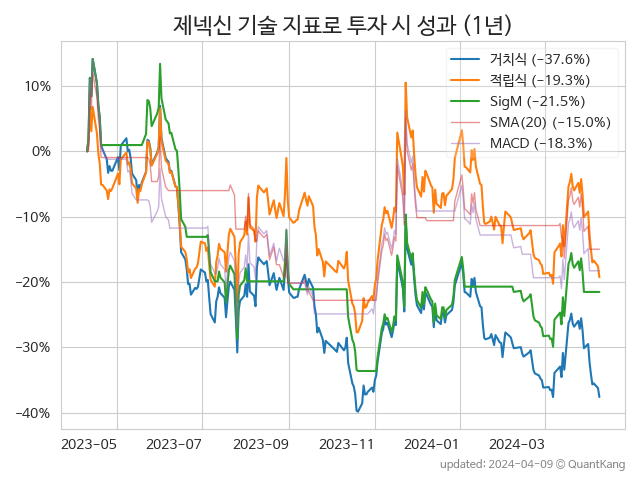 제넥신 기술 지표로 투자 시 성과 (1년)
거치식 (−37.6%)
적립식 (−19.3%)
SigM (−21.5%)
SMA(20) (−15.0%)
MACD (−18.3%)
10%
0%
−10%
−20%
−30%
−40%
2023-05 2023-07 2023-09 2023-11 2024-01 2024-03
updated: 2024-04-09 © QuantKang